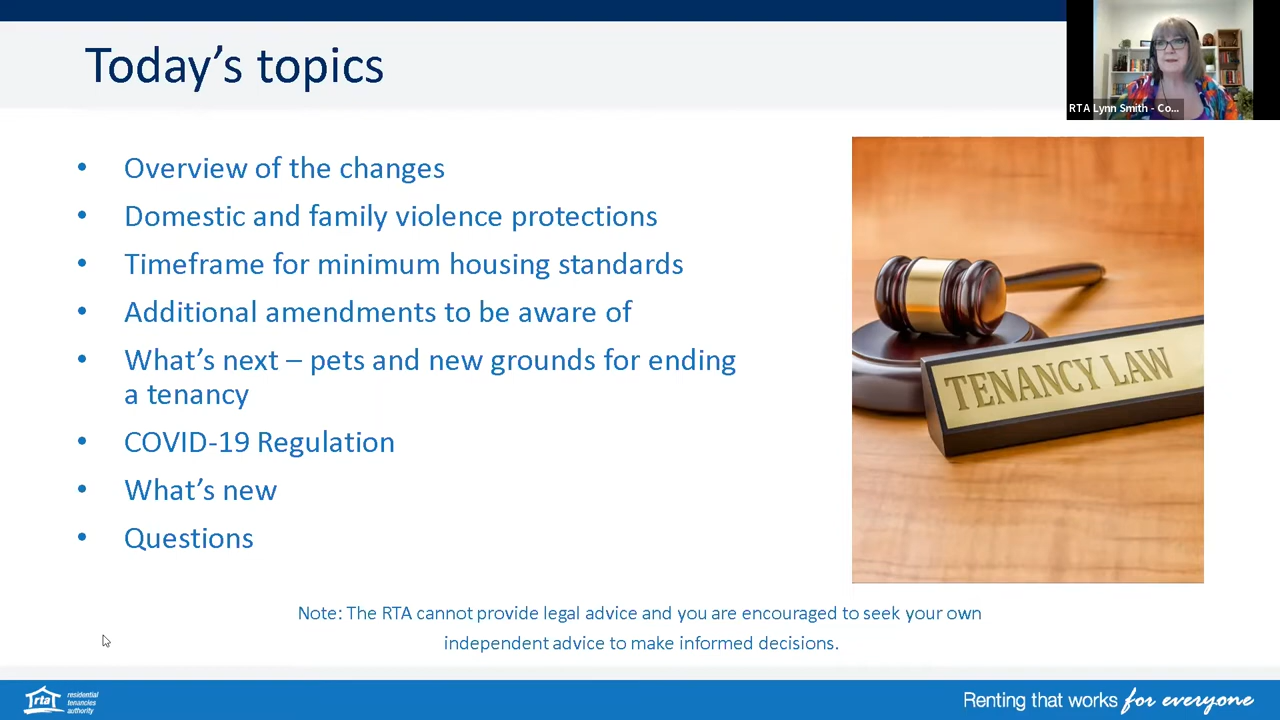 Today’s topics
RTA Lynn Smith - Co...
• Overview of the changes
• Domestic and family violence protections
• Timeframe for minimum housing standards
• Additional amendments to be aware of
• What’s next – pets and new grounds for ending
a tenancy
• COVID-19 Regulation
• What’s new
• Questions
TENANCY LAW
Note: The RTA cannot provide legal advice and you are encouraged to seek your own
independent advice to make informed decisions.
rta
residential
tenancies
authority
Renting that works for everyone